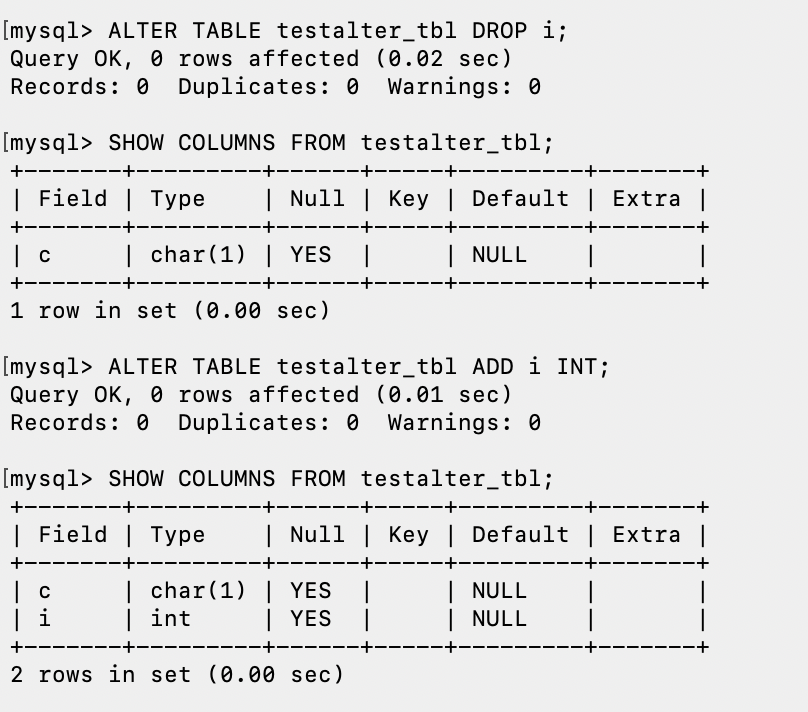 [mysql> ALTER TABLE testalter_tbl DROP i;
Query OK, 0 rows affected (0.02 sec)
Records: 0  Duplicates: 0  Warnings: 0

[mysql> SHOW COLUMNS FROM testalter_tbl;
+-------+---------+------+-----+---------+-------+
| Field | Type    | Null | Key | Default | Extra |
+-------+---------+------+-----+---------+-------+
| c     | char(1) | YES  |     | NULL    |       |
+-------+---------+------+-----+---------+-------+
1 row in set (0.00 sec)

[mysql> ALTER TABLE testalter_tbl ADD i INT;
Query OK, 0 rows affected (0.01 sec)
Records: 0  Duplicates: 0  Warnings: 0

[mysql> SHOW COLUMNS FROM testalter_tbl;
+-------+---------+------+-----+---------+-------+
| Field | Type    | Null | Key | Default | Extra |
+-------+---------+------+-----+---------+-------+
| c     | char(1) | YES  |     | NULL    |       |
| i     | int     | YES  |     | NULL    |       |
+-------+---------+------+-----+---------+-------+
2 rows in set (0.00 sec)